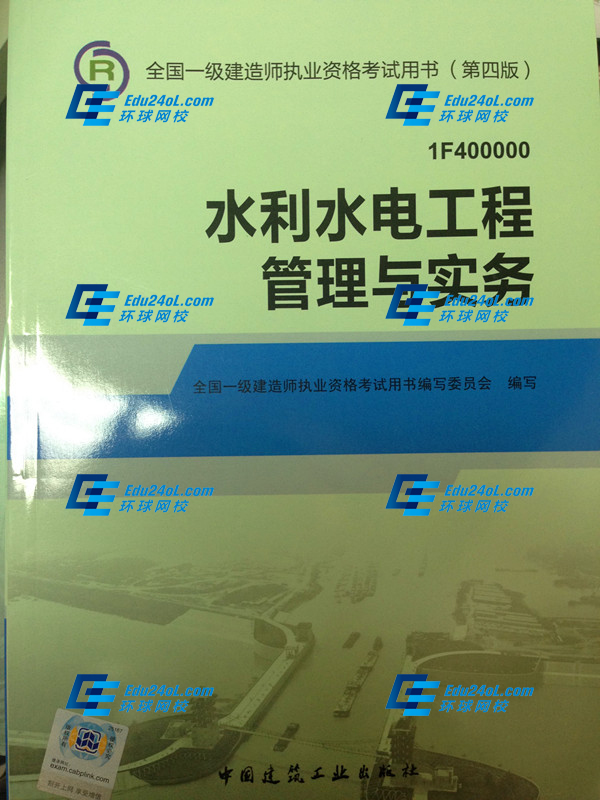 R
全国一级建造师执业资格考试用书（第四版）
Edu24oL.com Edu24oL.com
环球网校 环球网校
1F400000
水利水电工程
管理与实务
Edu24oL.com Edu24oL.com
环球网校 环球网校
全国一级建造师执业资格考试用书编写委员会 编写
Edu24oL.com Edu24oL.com
环球网校 环球网校
Edu24oL.com Edu24oL.com
环球网校 环球网校
exam.cabplink.com
中国建筑工业出版社